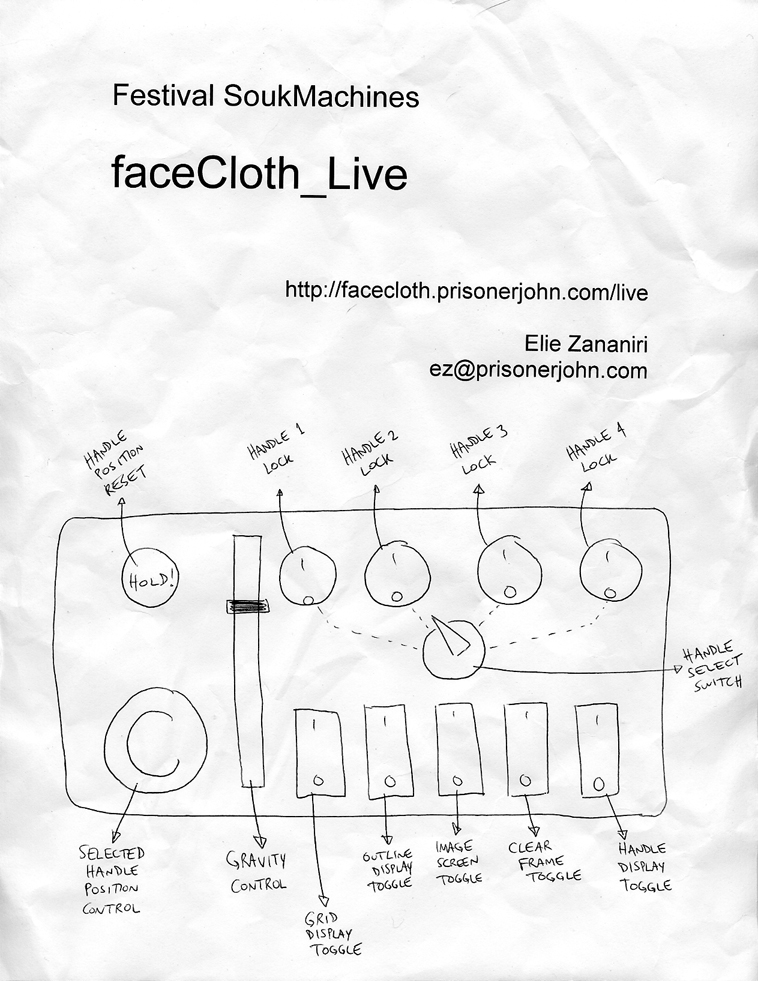 Festival SoukMachines
faceCloth_Live
http://facecloth.prisonerjohn.com/live
Elie Zananiri
ez@prisonerjohn.com
HANDLE
POSITION
RESET
HANDLE 1
LOCK
HANDLE 2
LOCK
HANDLE 3
LOCK
HANDLE 4
LOCK
HOLD!
HANDLE
SELECT
SWITCH
SELECTED
HANDLE
POSITION
CONTROL
GRAVITY
CONTROL
GRID
DISPLAY
TOGGLE
OUTLINE
DISPLAY
TOGGLE
IMAGE
SCREEN
TOGGLE
CLEAR
FRAME
TOGGLE
HANDLE
DISPLAY
TOGGLE